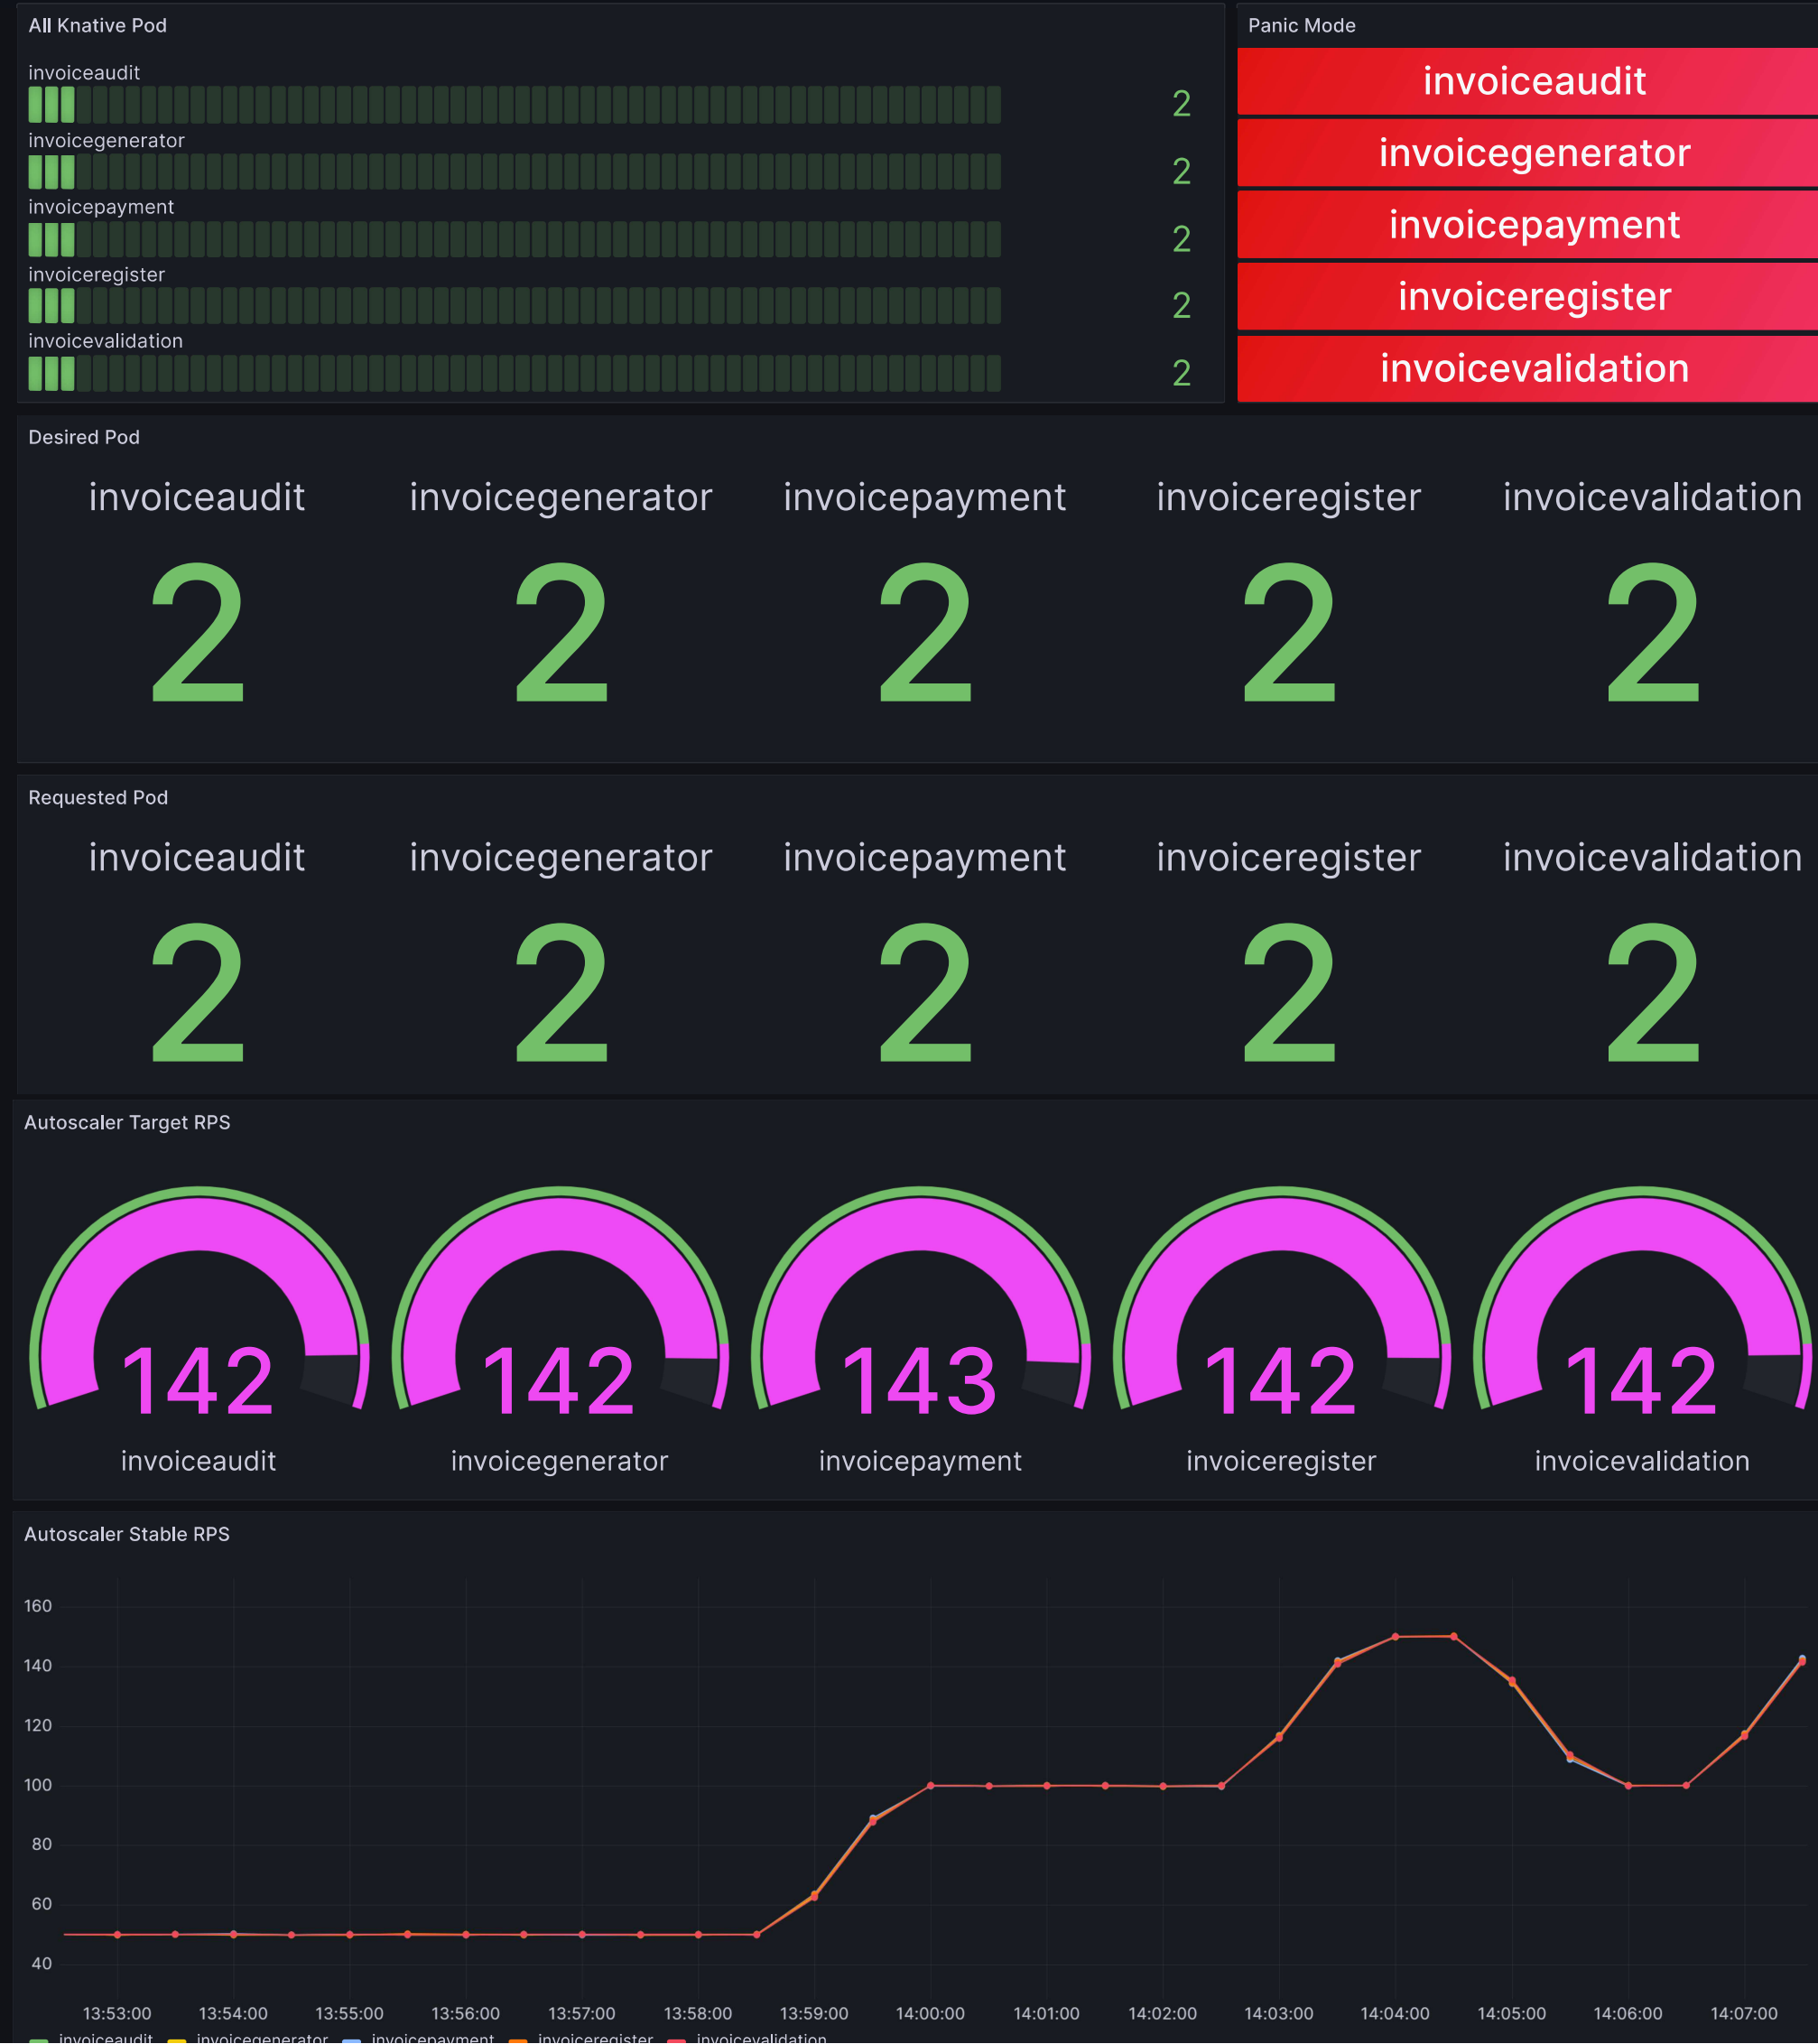 All Knative Pod
invoiceaudit
2
invoicegenerator
2
invoicepayment
2
invoiceregister
2
invoicevalidation
2
Panic Mode
invoiceaudit
invoicegenerator
invoicepayment
invoiceregister
invoicevalidation
Desired Pod
invoiceaudit invoicegenerator invoicepayment invoiceregister invoicevalidation
2 2 2 2 2
Requested Pod
invoiceaudit invoicegenerator invoicepayment invoiceregister invoicevalidation
2 2 2 2 2
Autoscaler Target RPS
142 142 143 142 142
invoiceaudit invoicegenerator invoicepayment invoiceregister invoicevalidation
Autoscaler Stable RPS
160
140
120
100
80
60
40
13:53:00 13:54:00 13:55:00 13:56:00 13:57:00 13:58:00 13:59:00 14:00:00 14:01:00 14:02:00 14:03:00 14:04:00 14:05:00 14:06:00 14:07:00
invoiceaudit invoicegenerator invoicepayment invoiceregister invoicevalidation